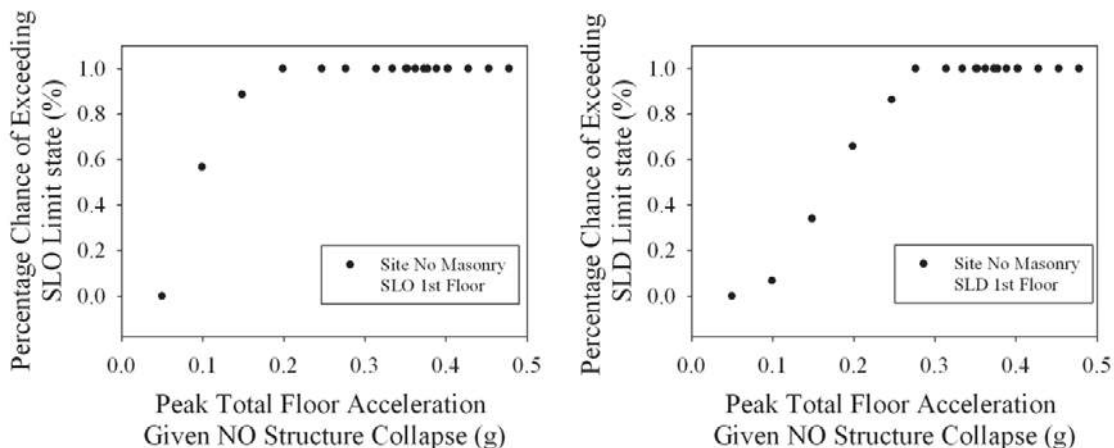 Percentage Chance of Exceeding
SLO Limit state (%)
1.0
0.8
0.6
0.4
0.2
0.0
Site No Masonry
SLO 1st Floor
0.0 0.1 0.2 0.3 0.4 0.5
Peak Total Floor Acceleration
Given NO Structure Collapse (g)
Percentage Chance of Exceeding
SLD Limit state (%)
1.0
0.8
0.6
0.4
0.2
0.0
Site No Masonry
SLD 1st Floor
0.0 0.1 0.2 0.3 0.4 0.5
Peak Total Floor Acceleration
Given NO Structure Collapse (g)